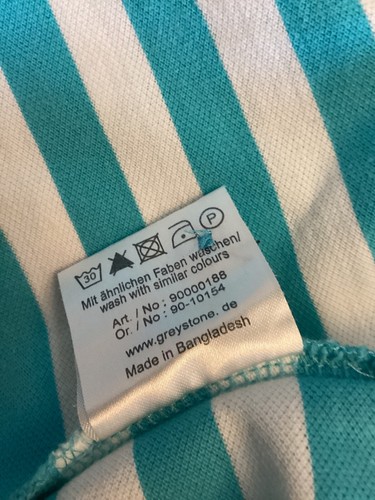 30 P
Mit ähnlichen Faben waschen/
wash with similar colours
Art. / No : 90000188
Or. / No : 90-10154
www.greystone.de
Made in Bangladesh